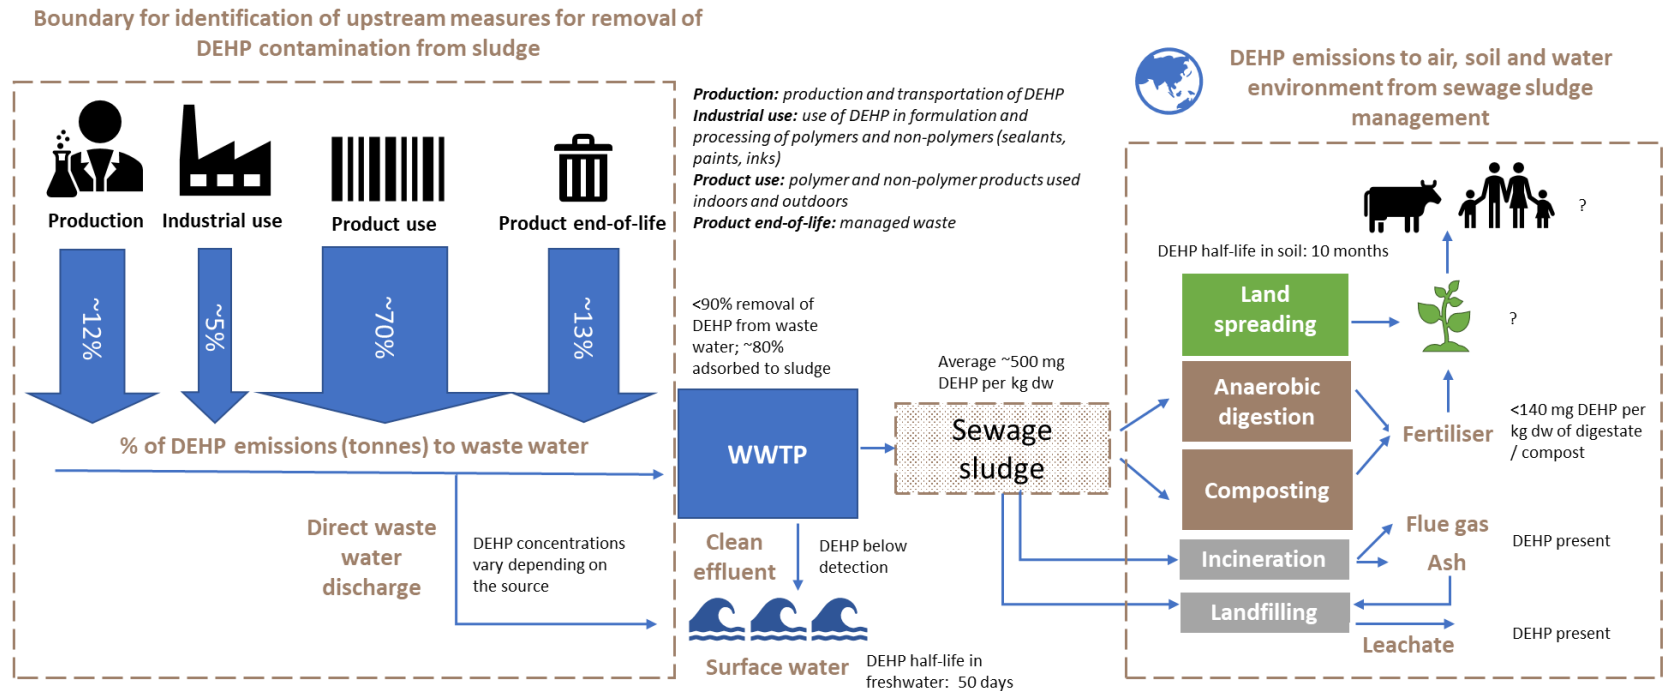 Boundary for identification of upstream measures for removal of
DEHP contamination from sludge
Production
Industrial use
Product use
Product end-of-life
~12%
~5%
~70%
~13%
% of DEHP emissions (tonnes) to waste water
Direct waste
water
discharge
DEHP concentrations
vary depending on
the source
Production: production and transportation of DEHP
Industrial use: use of DEHP in formulation and
processing of polymers and non-polymers (sealants,
paints, inks)
Product use: polymer and non-polymer products used
indoors and outdoors
Product end-of-life: managed waste
<90% removal of
DEHP from waste
water; ~80%
adsorbed to sludge
WWTP
Clean
effluent
DEHP below
detection
Surface water
DEHP half-life in
freshwater: 50 days
Average ~500 mg
DEHP per kg dw
Sewage
sludge
DEHP emissions to air, soil and water
environment from sewage sludge
management
?
DEHP half-life in soil: 10 months
Land
spreading
?
Anaerobic
digestion
Composting
Fertiliser
<140 mg DEHP per
kg dw of digestate
/ compost
Incineration
Flue gas
Ash
DEHP present
Landfilling
Leachate
DEHP present